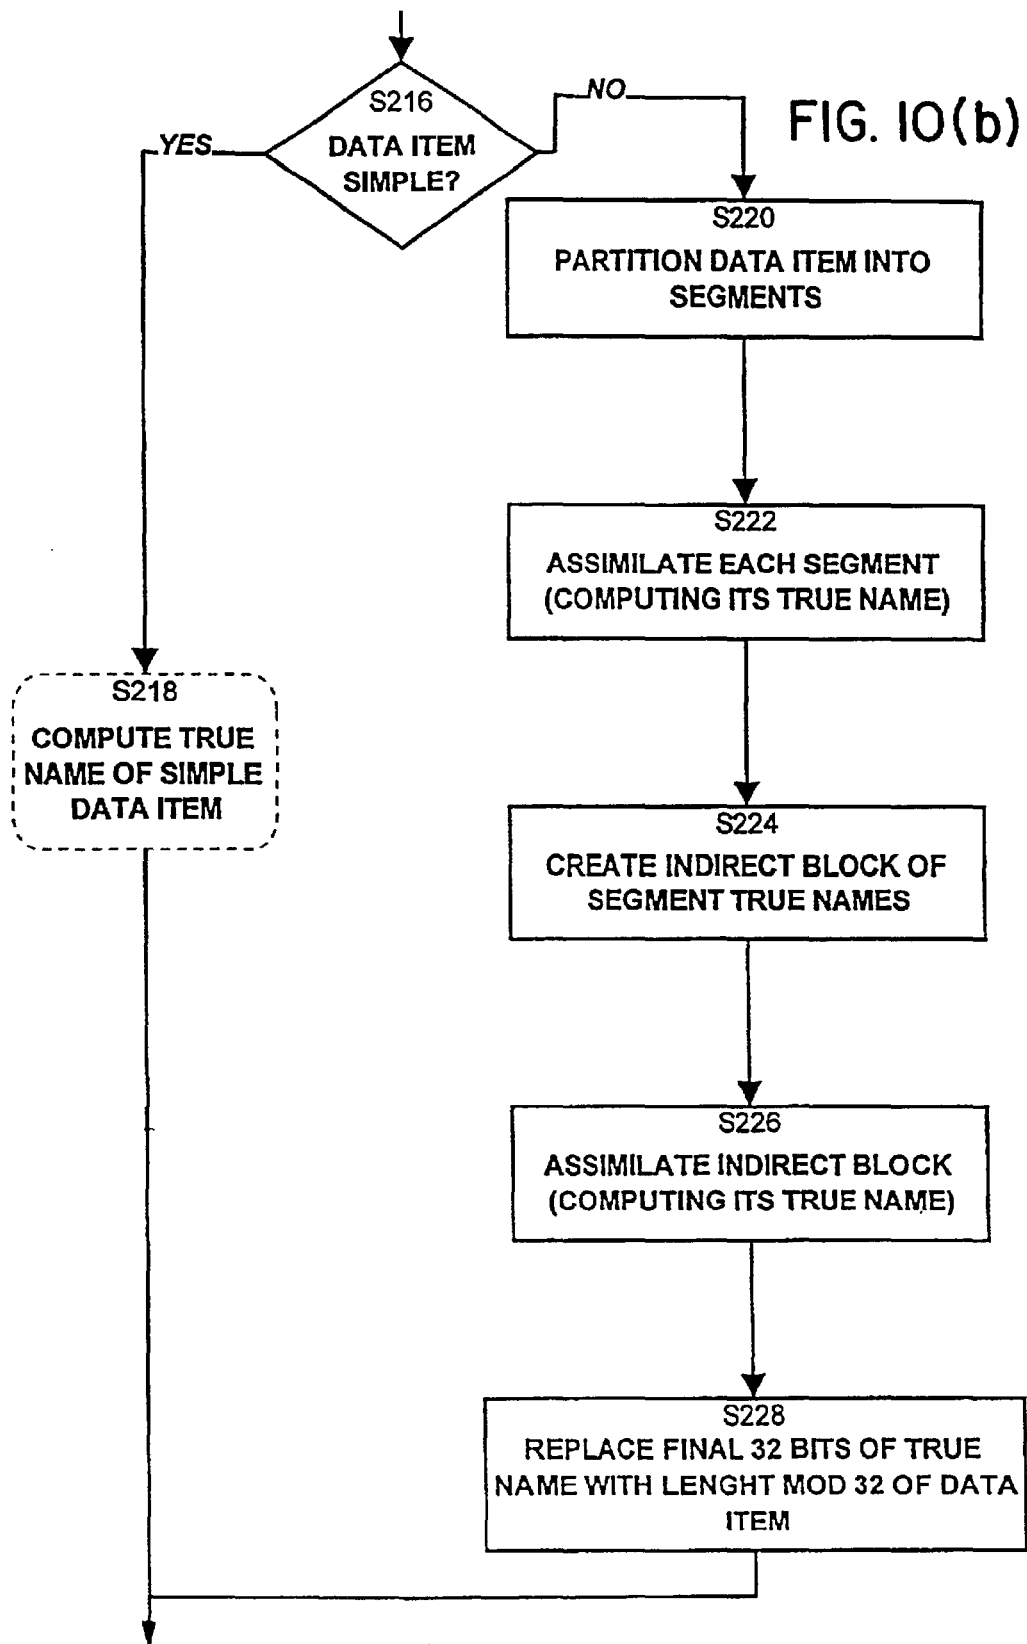 FIG. 10(b)
S216
DATA ITEM
SIMPLE?
YES
NO
S220
PARTITION DATA ITEM INTO
SEGMENTS
S222
ASSIMILATE EACH SEGMENT
(COMPUTING ITS TRUE NAME)
S218
COMPUTE TRUE
NAME OF SIMPLE
DATA ITEM
S224
CREATE INDIRECT BLOCK OF
SEGMENT TRUE NAMES
S226
ASSIMILATE INDIRECT BLOCK
(COMPUTING ITS TRUE NAME)
S228
REPLACE FINAL 32 BITS OF TRUE
NAME WITH LENGHT MOD 32 OF DATA
ITEM